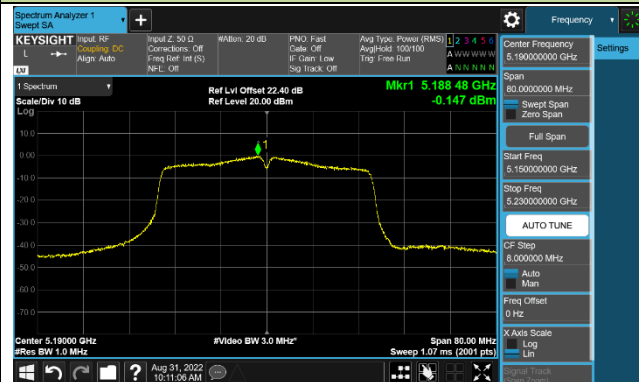 Spectrum Analyzer 1
Swept SA
Frequency
KEYSIGHT
Input: RF
Coupling: DC
Align: Auto
Input Z: 50 Ω
Corrections: Off
Freq Ref: Int (S)
NFE: Off
#Atten: 20 dB
PNO: Fast
Gate: Off
IF Gain: Low
Sig Track: Off
Avg Type: Power (RMS)
Avg|Hold: 100/100
Trig: Free Run
1 2 3 4 5 6
A W W W W W
A N N N N N
L
LXI
1 Spectrum
Scale/Div 10 dB
Log
Ref Lvl Offset 22.40 dB
Ref Level 20.00 dBm
Mkr1 5.188 48 GHz
-0.147 dBm
1
10.0
0.00
-10.0
-20.0
-30.0
-40.0
-50.0
-60.0
-70.0
Center 5.19000 GHz
#Res BW 1.0 MHz
#Video BW 3.0 MHz*
Span 80.00 MHz
Sweep 1.07 ms (2001 pts)
Aug 31, 2022
10:11:06 AM
Center Frequency
5.190000000 GHz
Settings
Span
80.0000000 MHz
Swept Span
Zero Span
Full Span
Start Freq
5.150000000 GHz
Stop Freq
5.230000000 GHz
AUTO TUNE
CF Step
8.000000 MHz
Auto
Man
Freq Offset
0 Hz
X Axis Scale
Log
Lin
Signal Track